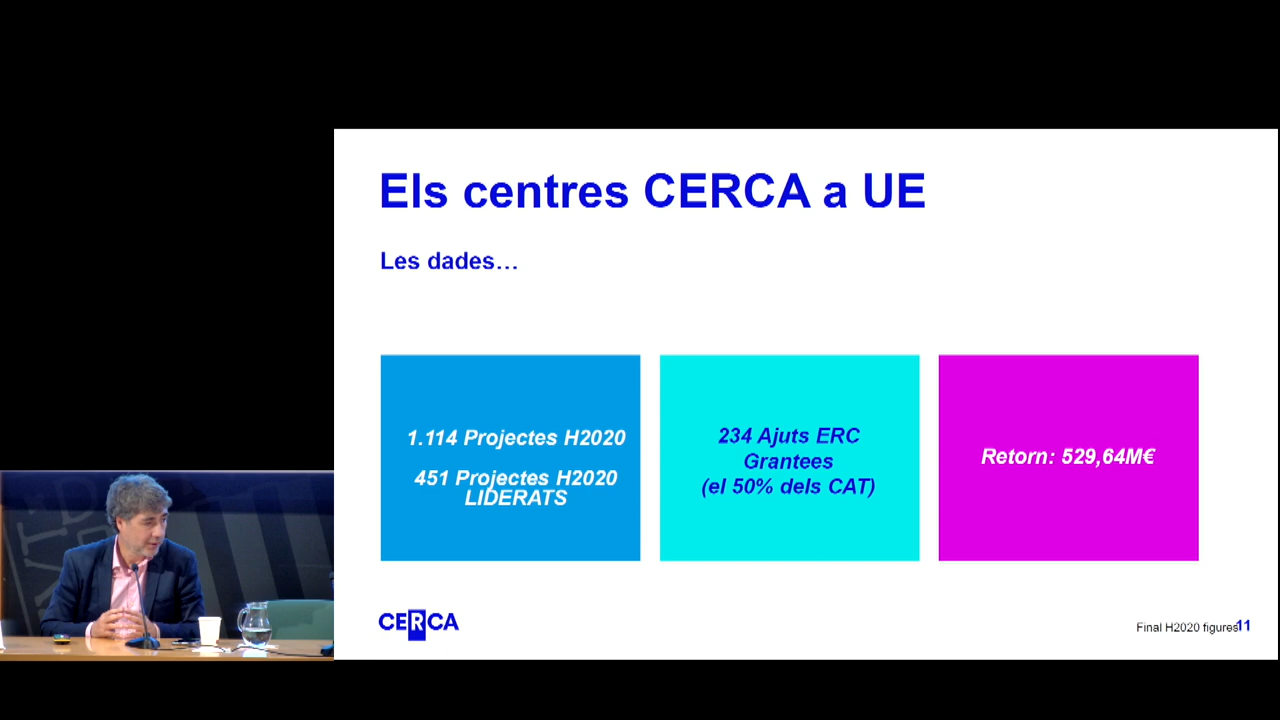 Els centres CERCA a UE
Les dades…
1.114 Projectes H2020
451 Projectes H2020
LIDERATS
234 Ajuts ERC
Grantees
(el 50% dels CAT)
Retorn: 529,64M€
CERCA
Final H2020 figures
11